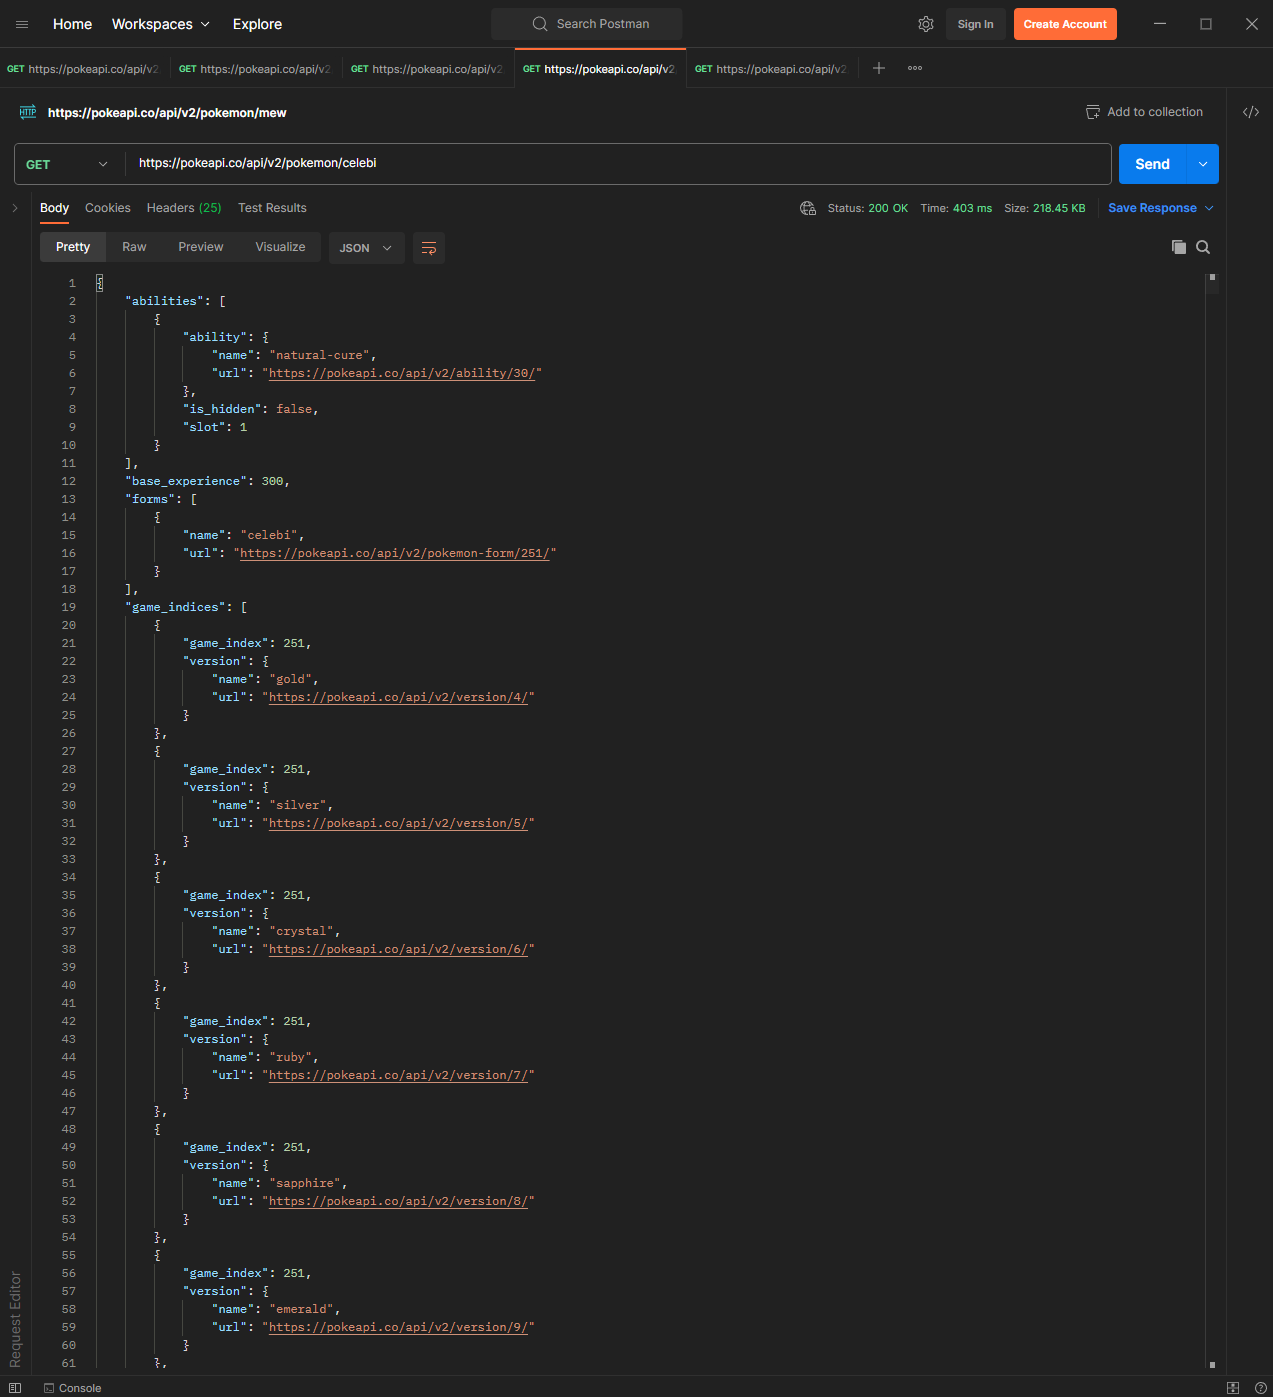 Home Workspaces Explore Search Postman Sign In Create Account
GET https://pokeapi.co/api/v2 GET https://pokeapi.co/api/v2 GET https://pokeapi.co/api/v2 GET https://pokeapi.co/api/v2 GET https://pokeapi.co/api/v2
HTTP https://pokeapi.co/api/v2/pokemon/mew Add to collection </>
GET https://pokeapi.co/api/v2/pokemon/celebi Send
Body Cookies Headers (25) Test Results Status: 200 OK Time: 403 ms Size: 218.45 KB Save Response
Pretty Raw Preview Visualize JSON
1 {
2 "abilities": [
3 {
4 "ability": {
5 "name": "natural-cure",
6 "url": "https://pokeapi.co/api/v2/ability/30/"
7 },
8 "is_hidden": false,
9 "slot": 1
10 }
11 ],
12 "base_experience": 300,
13 "forms": [
14 {
15 "name": "celebi",
16 "url": "https://pokeapi.co/api/v2/pokemon-form/251/"
17 }
18 ],
19 "game_indices": [
20 {
21 "game_index": 251,
22 "version": {
23 "name": "gold",
24 "url": "https://pokeapi.co/api/v2/version/4/"
25 }
26 },
27 {
28 "game_index": 251,
29 "version": {
30 "name": "silver",
31 "url": "https://pokeapi.co/api/v2/version/5/"
32 }
33 },
34 {
35 "game_index": 251,
36 "version": {
37 "name": "crystal",
38 "url": "https://pokeapi.co/api/v2/version/6/"
39 }
40 },
41 {
42 "game_index": 251,
43 "version": {
44 "name": "ruby",
45 "url": "https://pokeapi.co/api/v2/version/7/"
46 }
47 },
48 {
49 "game_index": 251,
50 "version": {
51 "name": "sapphire",
52 "url": "https://pokeapi.co/api/v2/version/8/"
53 }
54 },
55 {
56 "game_index": 251,
57 "version": {
58 "name": "emerald",
59 "url": "https://pokeapi.co/api/v2/version/9/"
60 }
61 },
Request Editor
Console